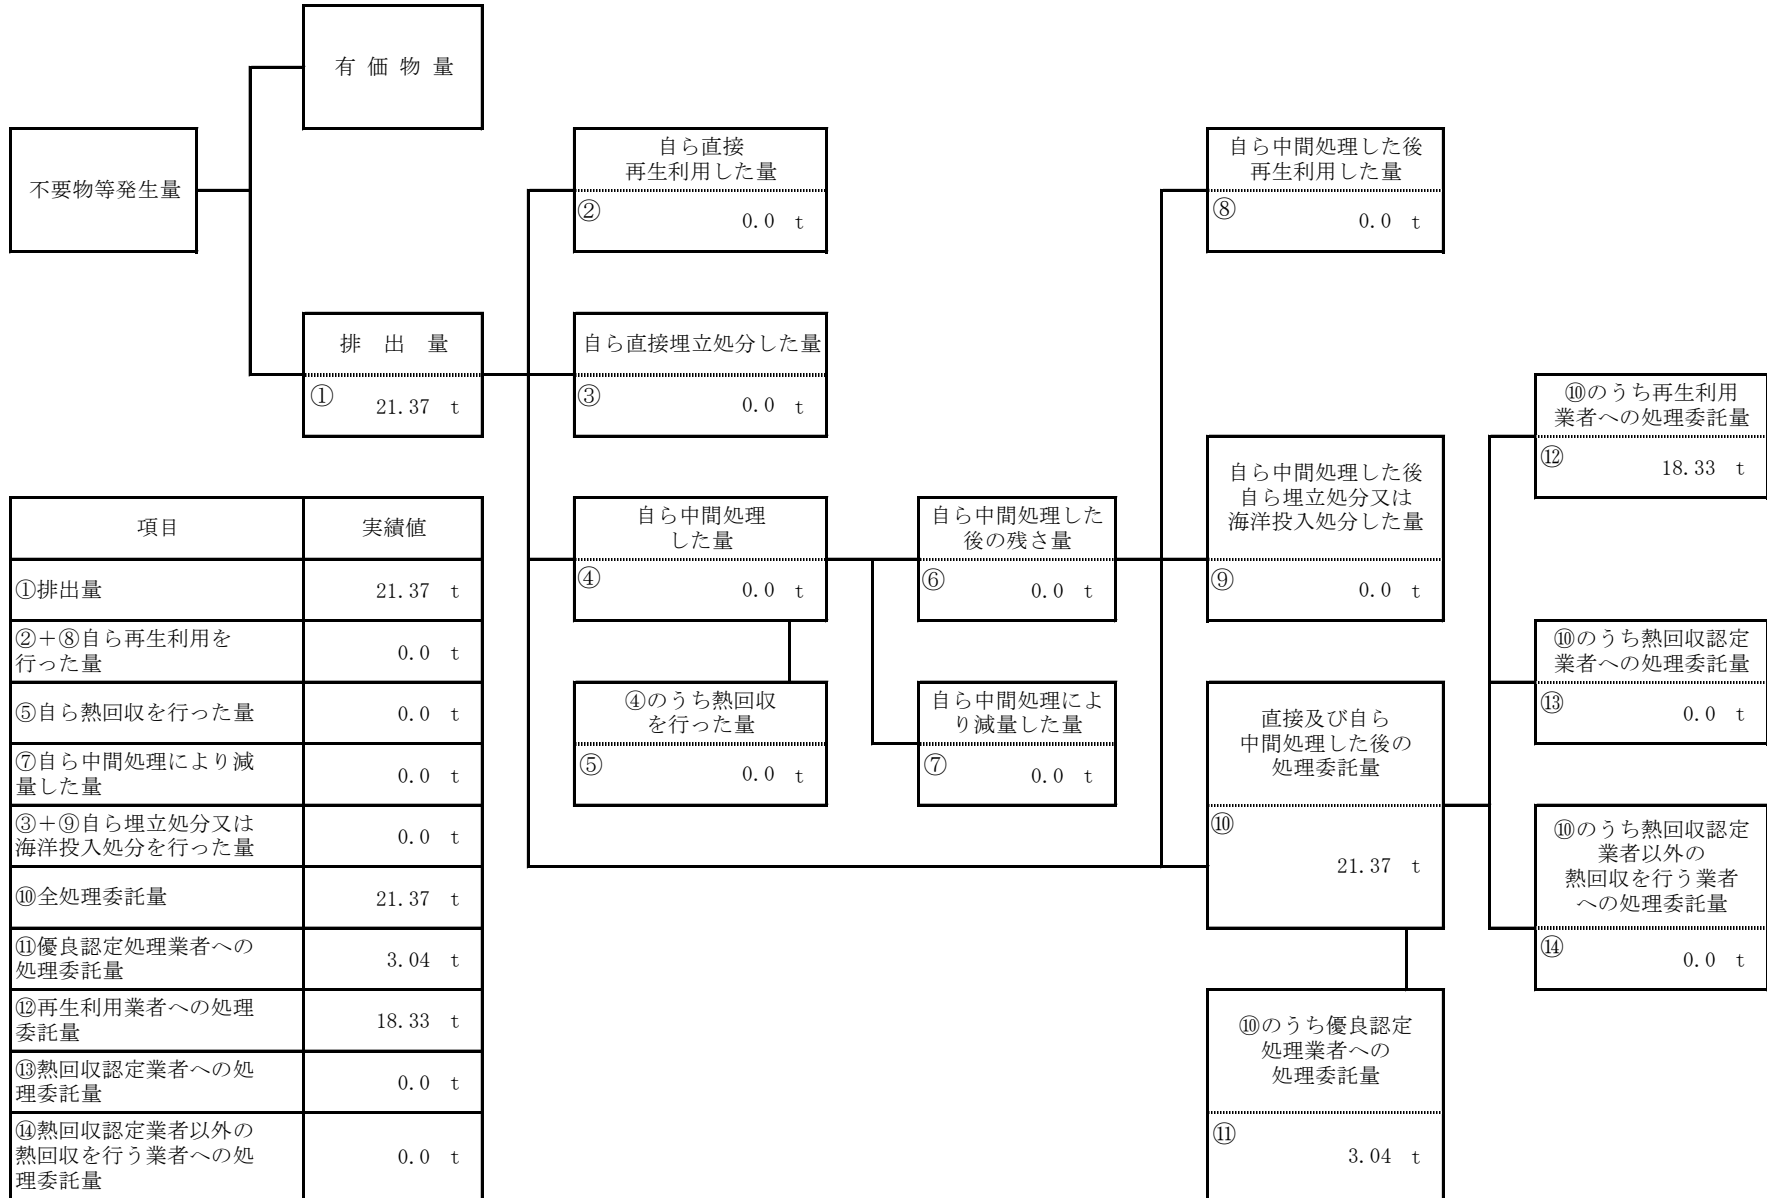 有 価 物 量
不要物等発生量
排 出 量
① 21.37 t
自ら直接
再生利用した量
② 0.0 t
自ら直接埋立処分した量
③ 0.0 t
自ら中間処理
した量
④ 0.0 t
④のうち熱回収
を行った量
⑤ 0.0 t
自ら中間処理した
後の残さ量
⑥ 0.0 t
自ら中間処理によ
り減量した量
⑦ 0.0 t
自ら中間処理した後
再生利用した量
⑧ 0.0 t
自ら中間処理した後
自ら埋立処分又は
海洋投入処分した量
⑨ 0.0 t
直接及び自ら
中間処理した後の
処理委託量
⑩
21.37 t
⑩のうち優良認定
処理業者への
処理委託量
⑪
3.04 t
⑩のうち再生利用
業者への処理委託量
⑫ 18.33 t
⑩のうち熱回収認定
業者への処理委託量
⑬ 0.0 t
⑩のうち熱回収認定
業者以外の
熱回収を行う業者
への処理委託量
⑭ 0.0 t
項目 実績値
①排出量 21.37 t
②+⑧自ら再生利用を
行った量 0.0 t
⑤自ら熱回収を行った量 0.0 t
⑦自ら中間処理により減
量した量 0.0 t
③+⑨自ら埋立処分又は
海洋投入処分を行った量 0.0 t
⑩全処理委託量 21.37 t
⑪優良認定処理業者への
処理委託量 3.04 t
⑫再生利用業者への処理
委託量 18.33 t
⑬熱回収認定業者への処
理委託量 0.0 t
⑭熱回収認定業者以外の
熱回収を行う業者への処
理委託量 0.0 t